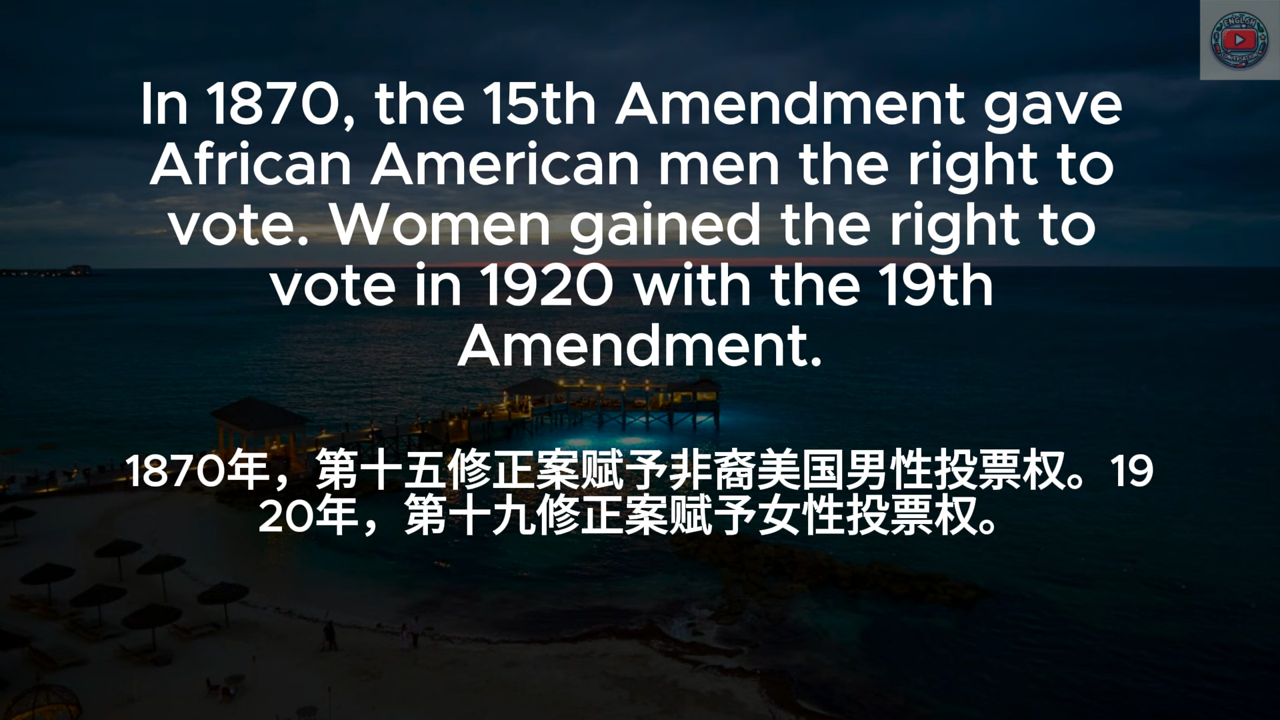 In 1870, the 15th Amendment gave
African American men the right to
vote. Women gained the right to
vote in 1920 with the 19th
Amendment.
1870年，第十五修正案赋予非裔美国男性投票权。19
20年，第十九修正案赋予女性投票权。
ENGLISH